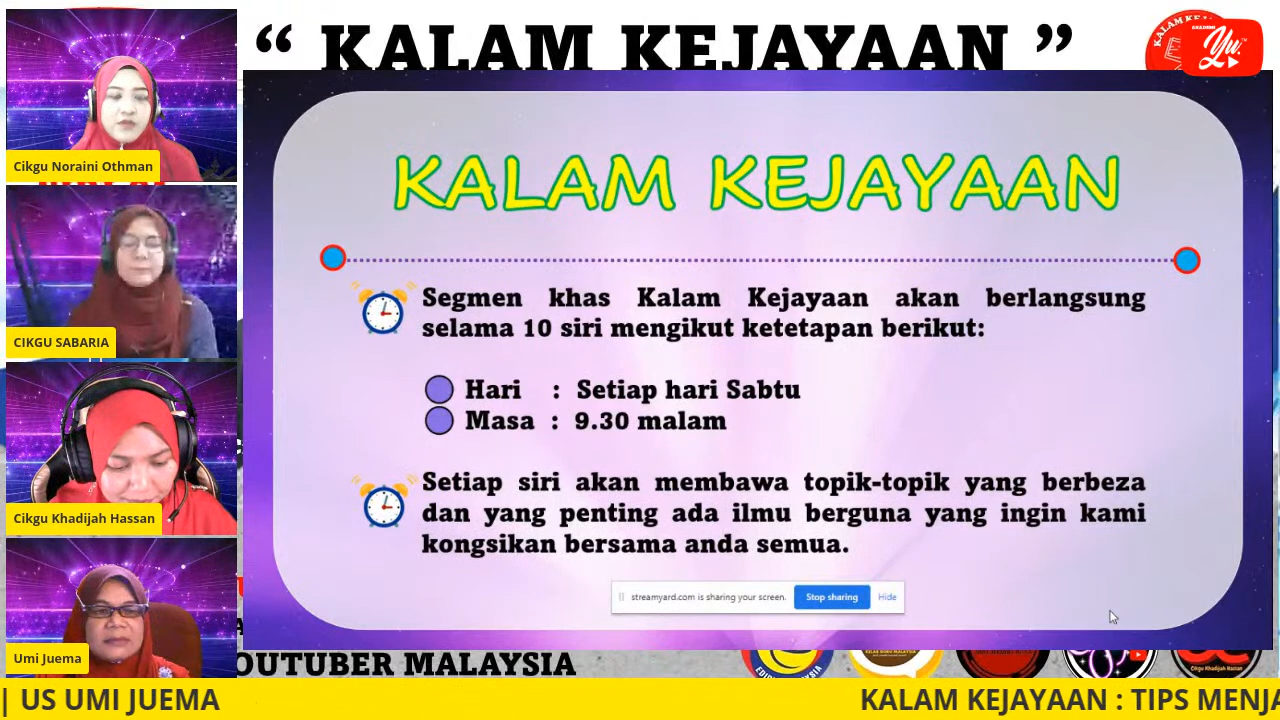 “ KALAM KEJAYAAN ”
KALAM KEJAYAAN
Segmen khas Kalam Kejayaan akan berlangsung
selama 10 siri mengikut ketetapan berikut:
Hari : Setiap hari Sabtu
Masa : 9.30 malam
Setiap siri akan membawa topik-topik yang berbeza
dan yang penting ada ilmu berguna yang ingin kami
kongsikan bersama anda semua.
streamyard.com is sharing your screen.
Stop sharing
Hide
Cikgu Noraini Othman
CIKGU SABARIA
Cikgu Khadijah Hassan
Umi Juema
OUTUBER MALAYSIA
Cikgu Khadijah Hassan
| US UMI JUEMA
KALAM KEJAYAAN : TIPS MENJA